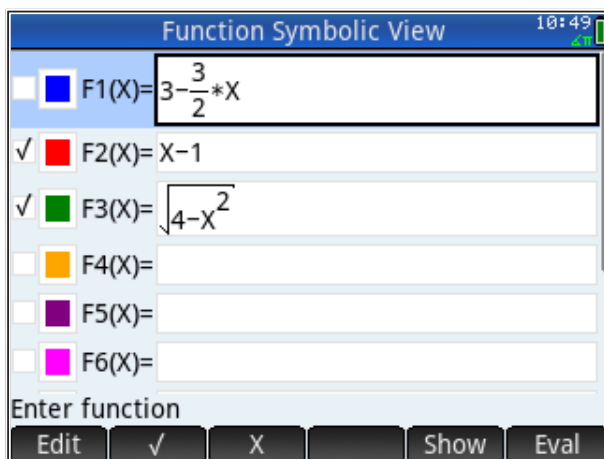 Function Symbolic View 10:49
∡π
F1(X)= 3-3/2*X
√ F2(X)= X-1
√ F3(X)= √(4-X²)
F4(X)=
F5(X)=
F6(X)=
Enter function
Edit √ X Show Eval